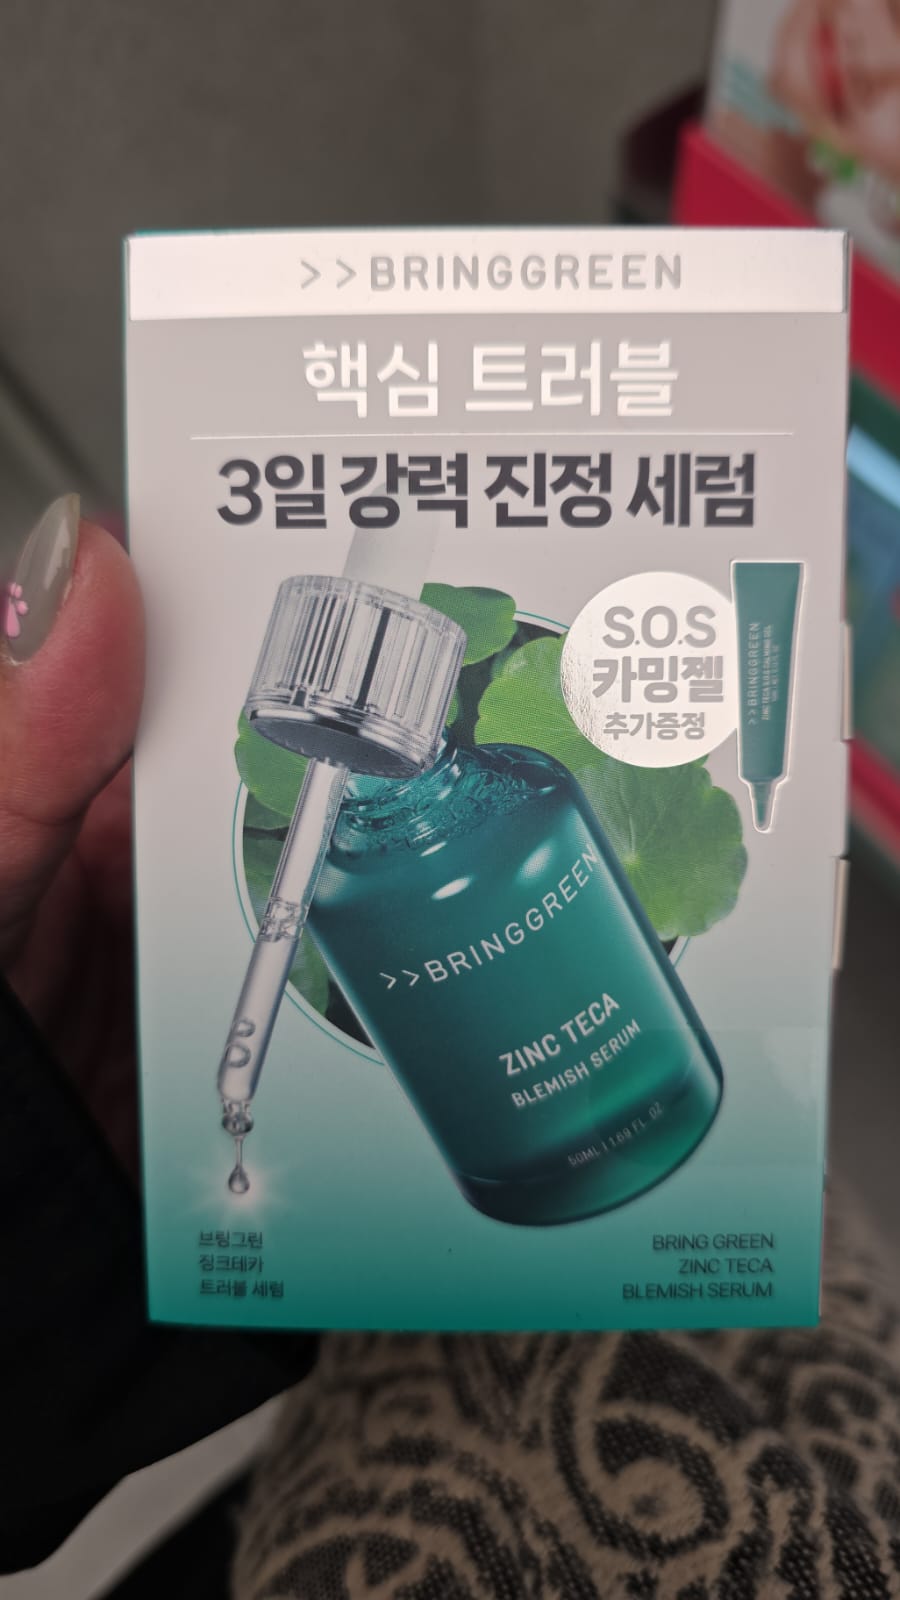 >>BRINGGREEN
핵심 트러블
3일 강력 진정 세럼
S.O.S
카밍젤
추가증정
>>BRINGGREEN
>>BRINGGREEN
ZINC TECA
BLEMISH SERUM
50ML | 1.69 FL. OZ
브링그린
징크테카
트러블 세럼
BRING GREEN
ZINC TECA
BLEMISH SERUM